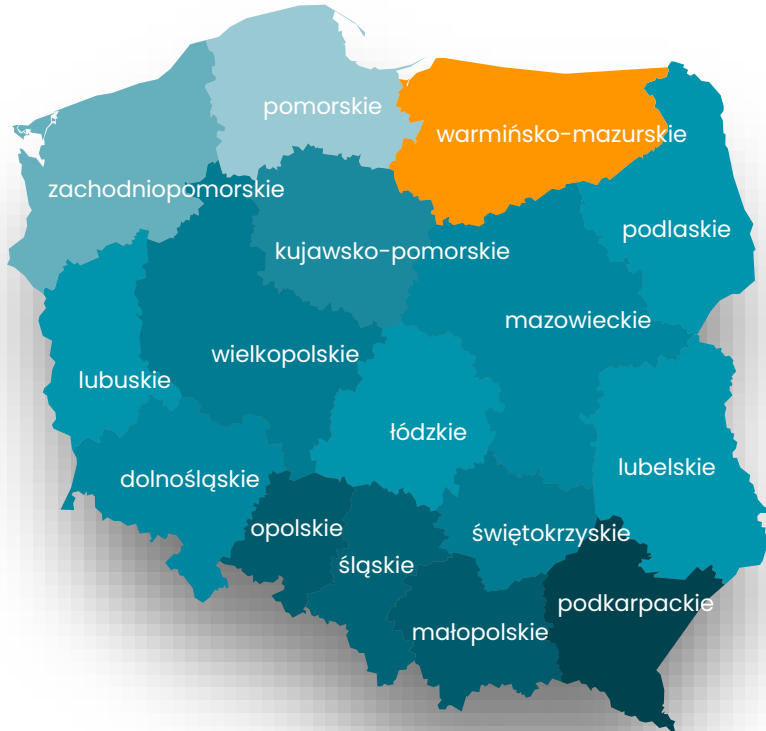 pomorskie
warmińsko-mazurskie
zachodniopomorskie
podlaskie
kujawsko-pomorskie
mazowieckie
wielkopolskie
lubuskie
łódzkie
lubelskie
dolnośląskie
opolskie
świętokrzyskie
śląskie
podkarpackie
małopolskie